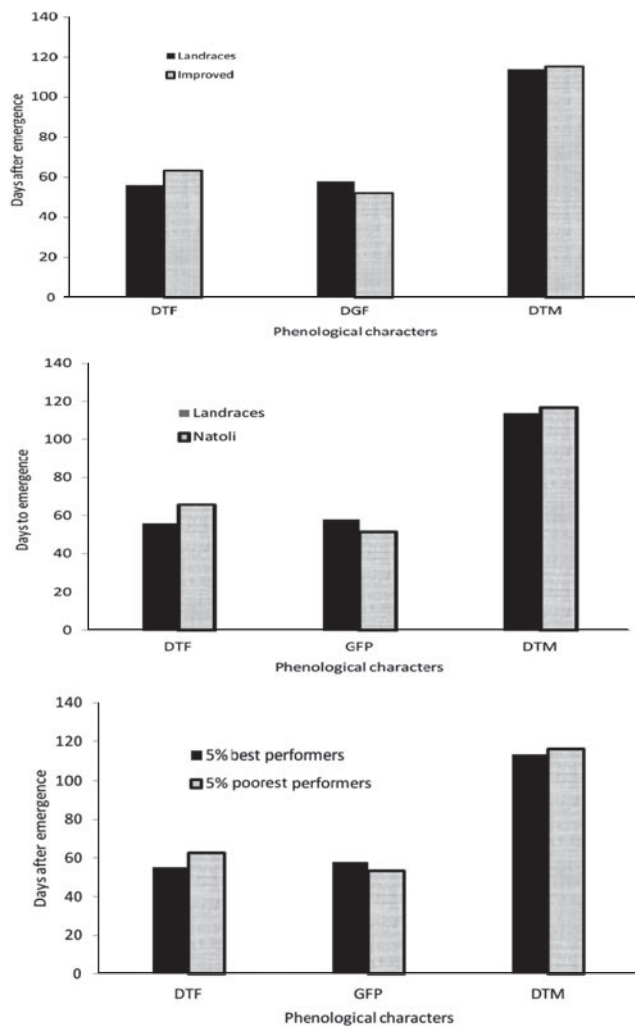 140
120
100
80
60
40
20
0
Days after emergence
Landraces
Improved
DTF DGF DTM
Phenological characters
140
120
100
80
60
40
20
0
Days to emergence
Landraces
Natoli
DTF GFP DTM
Phenological characters
140
120
100
80
60
40
20
0
Days after emergence
5% best performers
5% poorest performers
DTF GFP DTM
Phenological characters